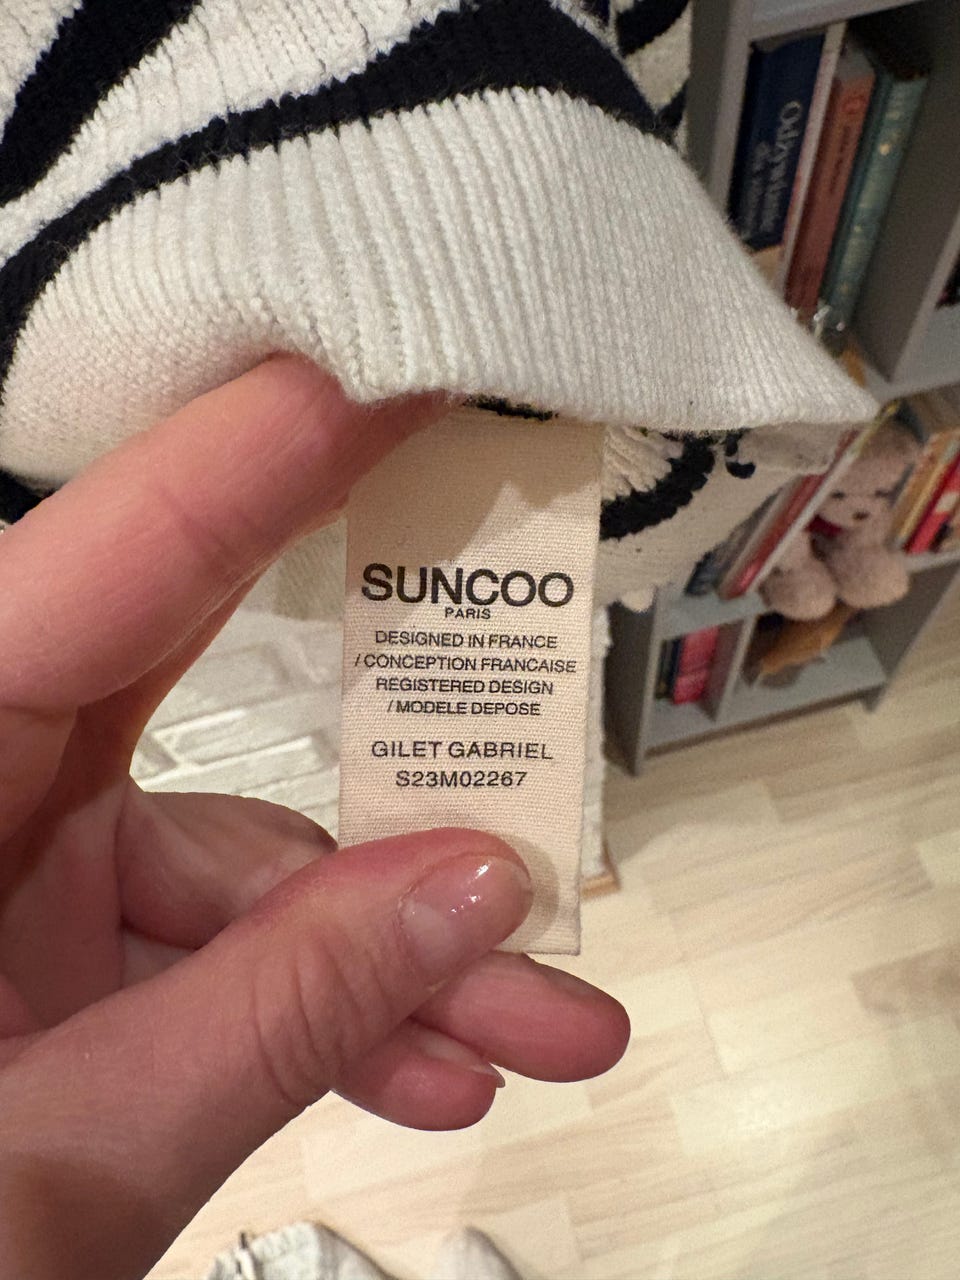 SUNCOO
PARIS
DESIGNED IN FRANCE
/ CONCEPTION FRANCAISE
REGISTERED DESIGN
/ MODELE DEPOSE
GILET GABRIEL
S23M02267